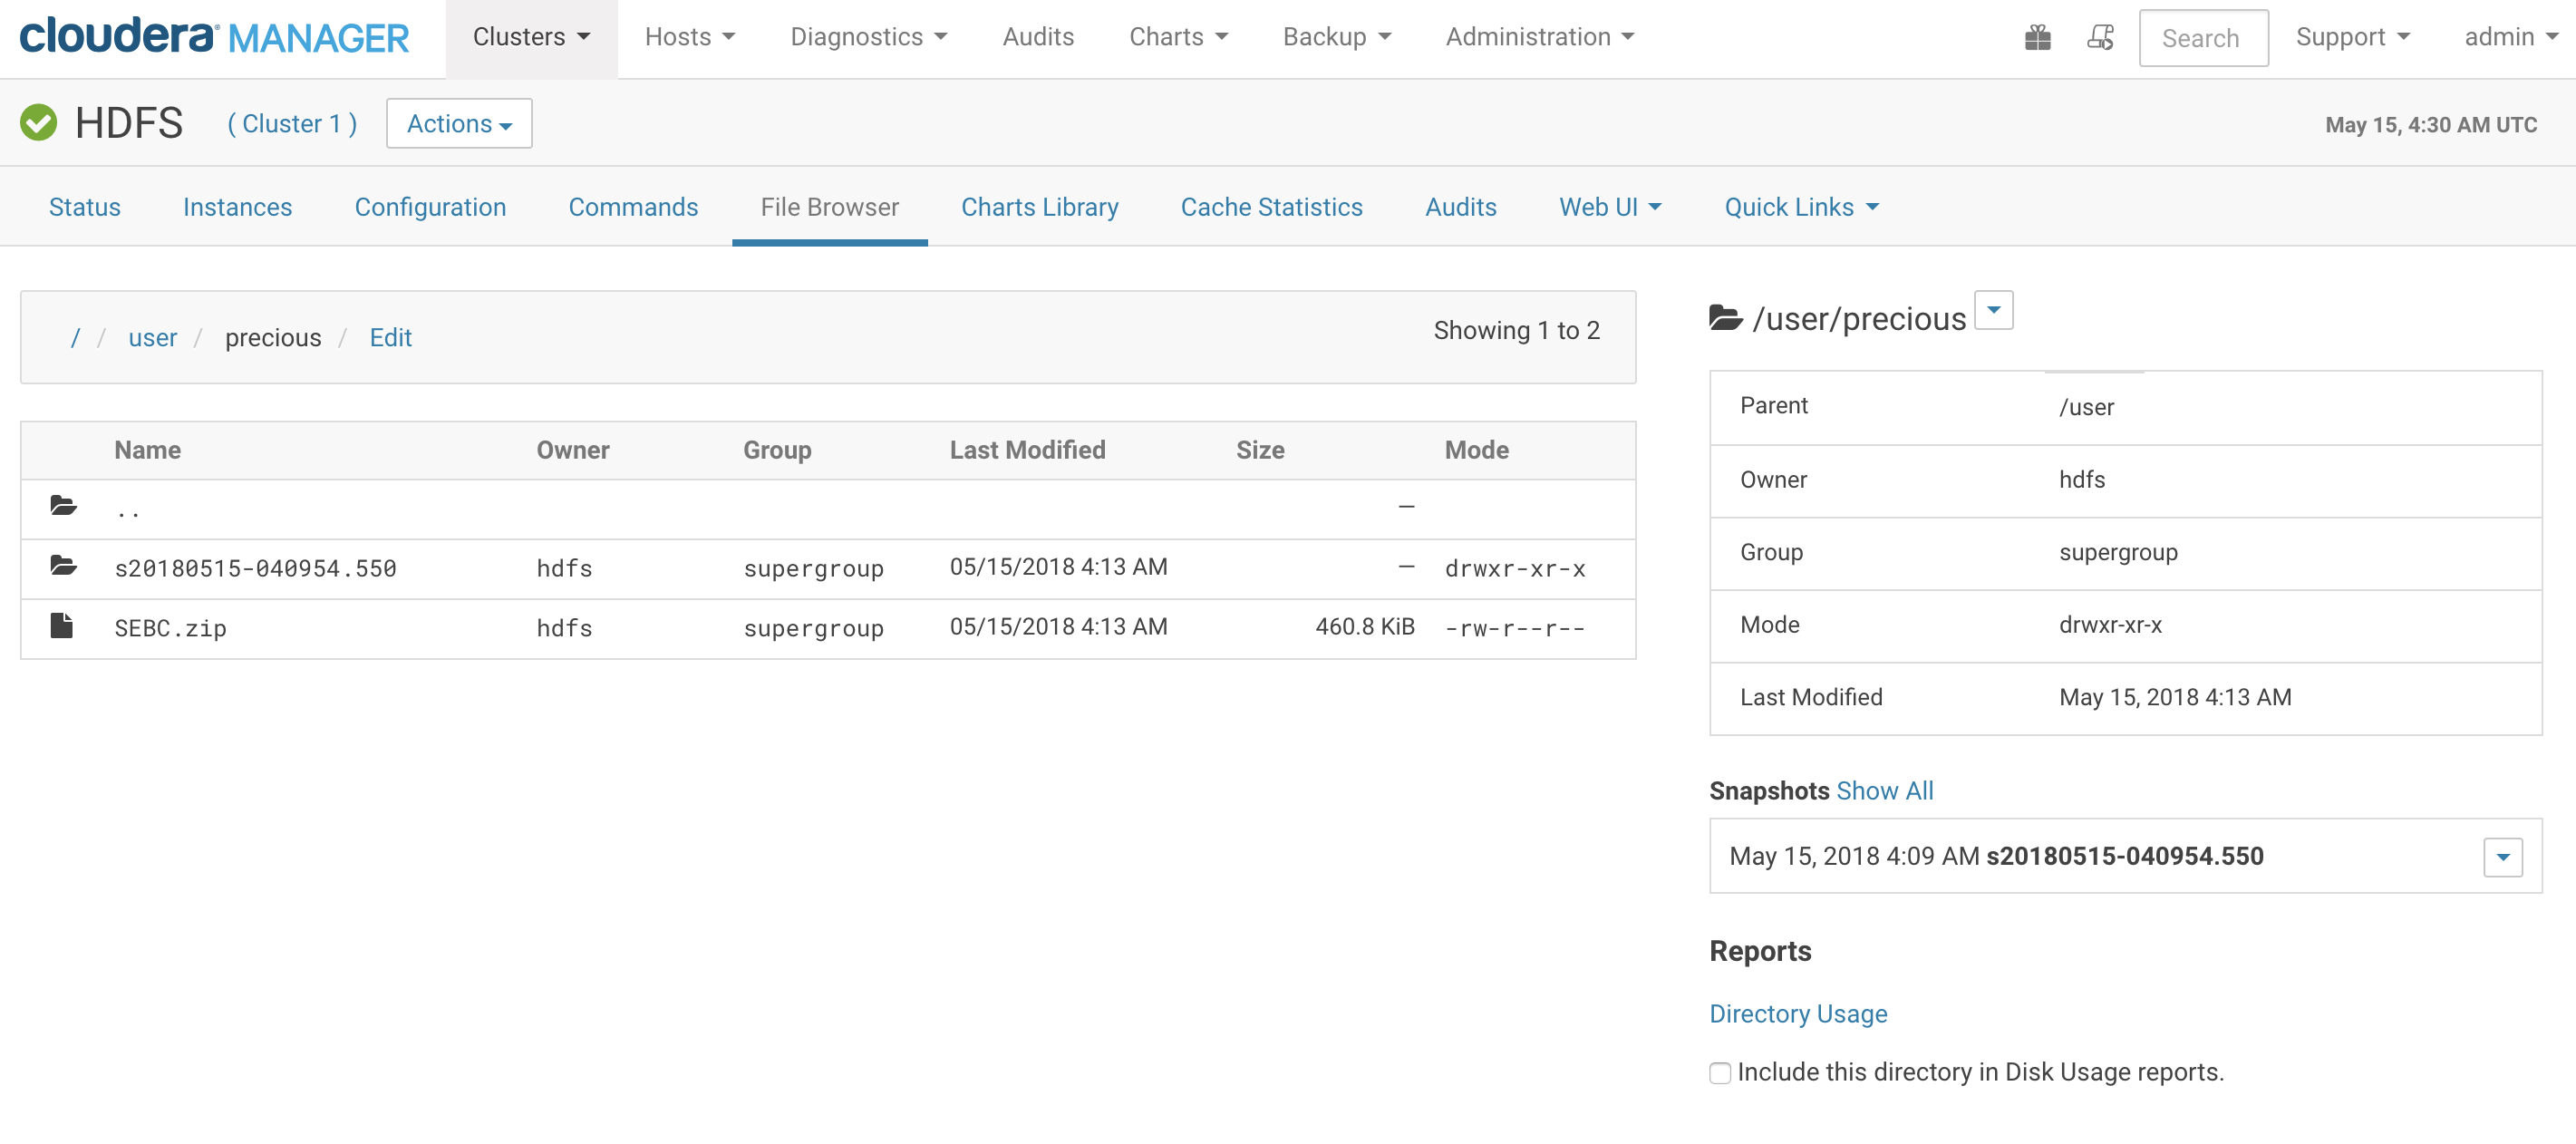 cloudera MANAGER Clusters Hosts Diagnostics Audits Charts Backup Administration Search Support admin
HDFS ( Cluster 1 ) Actions May 15, 4:30 AM UTC
Status Instances Configuration Commands File Browser Charts Library Cache Statistics Audits Web UI Quick Links
/ / user / precious / Edit Showing 1 to 2
Name Owner Group Last Modified Size Mode
.. –
s20180515-040954.550 hdfs supergroup 05/15/2018 4:13 AM – drwxr-xr-x
SEBC.zip hdfs supergroup 05/15/2018 4:13 AM 460.8 KiB -rw-r--r--
/user/precious
Parent /user
Owner hdfs
Group supergroup
Mode drwxr-xr-x
Last Modified May 15, 2018 4:13 AM
Snapshots Show All
May 15, 2018 4:09 AM s20180515-040954.550
Reports
Directory Usage
Include this directory in Disk Usage reports.